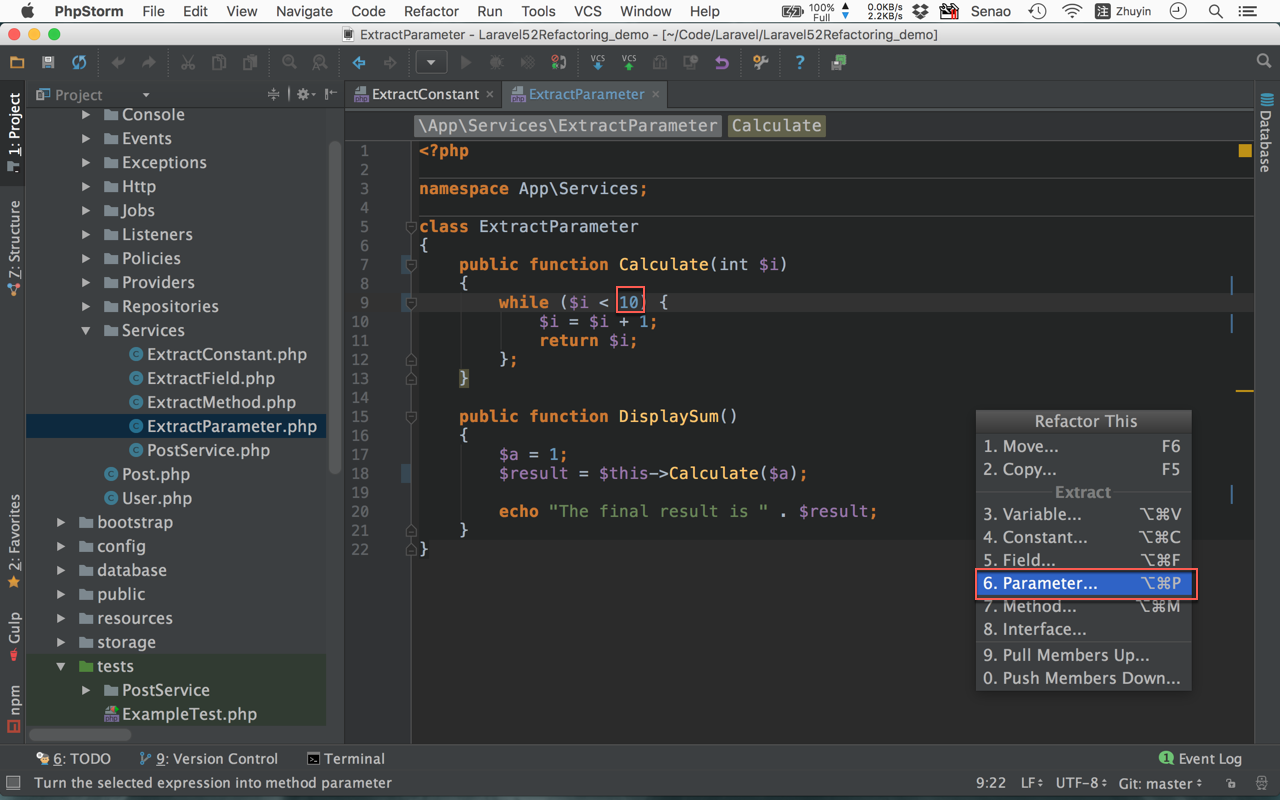 PhpStorm File Edit View Navigate Code Refactor Run Tools VCS Window Help 100% Full 0.0KB/s 2.2KB/s Senao 注 Zhuyin
ExtractParameter - Laravel52Refactoring_demo - [~/Code/Laravel/Laravel52Refactoring_demo]
VCS VCS ?
1: Project
7: Structure
2: Favorites
Gulp
npm
Project
Console
Events
Exceptions
Http
Jobs
Listeners
Policies
Providers
Repositories
Services
ExtractConstant.php
ExtractField.php
ExtractMethod.php
ExtractParameter.php
PostService.php
Post.php
User.php
bootstrap
config
database
public
resources
storage
tests
PostService
ExampleTest.php
ExtractConstant × ExtractParameter ×
\App\Services\ExtractParameter Calculate
1 <?php
2
3 namespace App\Services;
4
5 class ExtractParameter
6 {
7 public function Calculate(int $i)
8 {
9 while ($i < 10) {
10 $i = $i + 1;
11 return $i;
12 };
13 }
14
15 public function DisplaySum()
16 {
17 $a = 1;
18 $result = $this->Calculate($a);
19
20 echo "The final result is " . $result;
21 }
22 }
Refactor This
1. Move... F6
2. Copy... F5
Extract
3. Variable... ⌥⌘V
4. Constant... ⌥⌘C
5. Field... ⌥⌘F
6. Parameter... ⌥⌘P
7. Method... ⌥⌘M
8. Interface...
9. Pull Members Up...
0. Push Members Down...
Database
6: TODO 9: Version Control Terminal 1 Event Log
Turn the selected expression into method parameter 9:22 LF UTF-8 Git: master